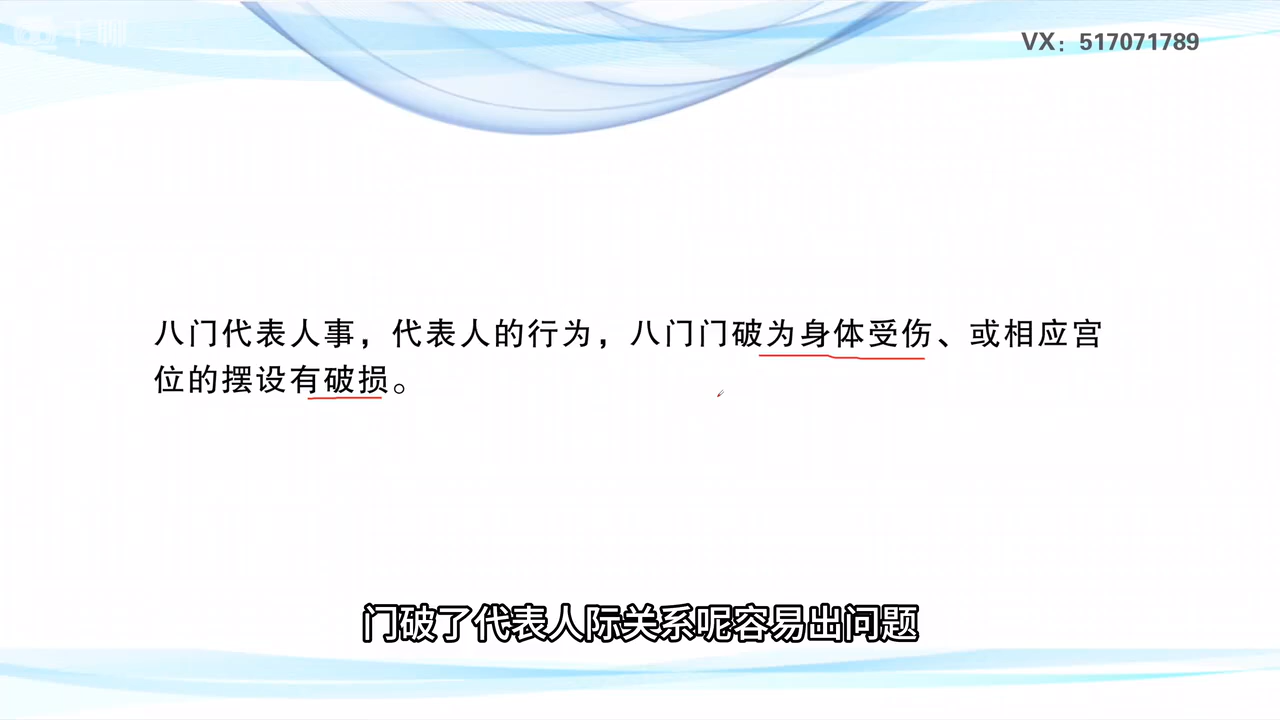 千聊
VX：517071789
八门代表人事，代表人的行为，八门门破为身体受伤、或相应宫
位的摆设有破损。
门破了代表人际关系呢容易出问题